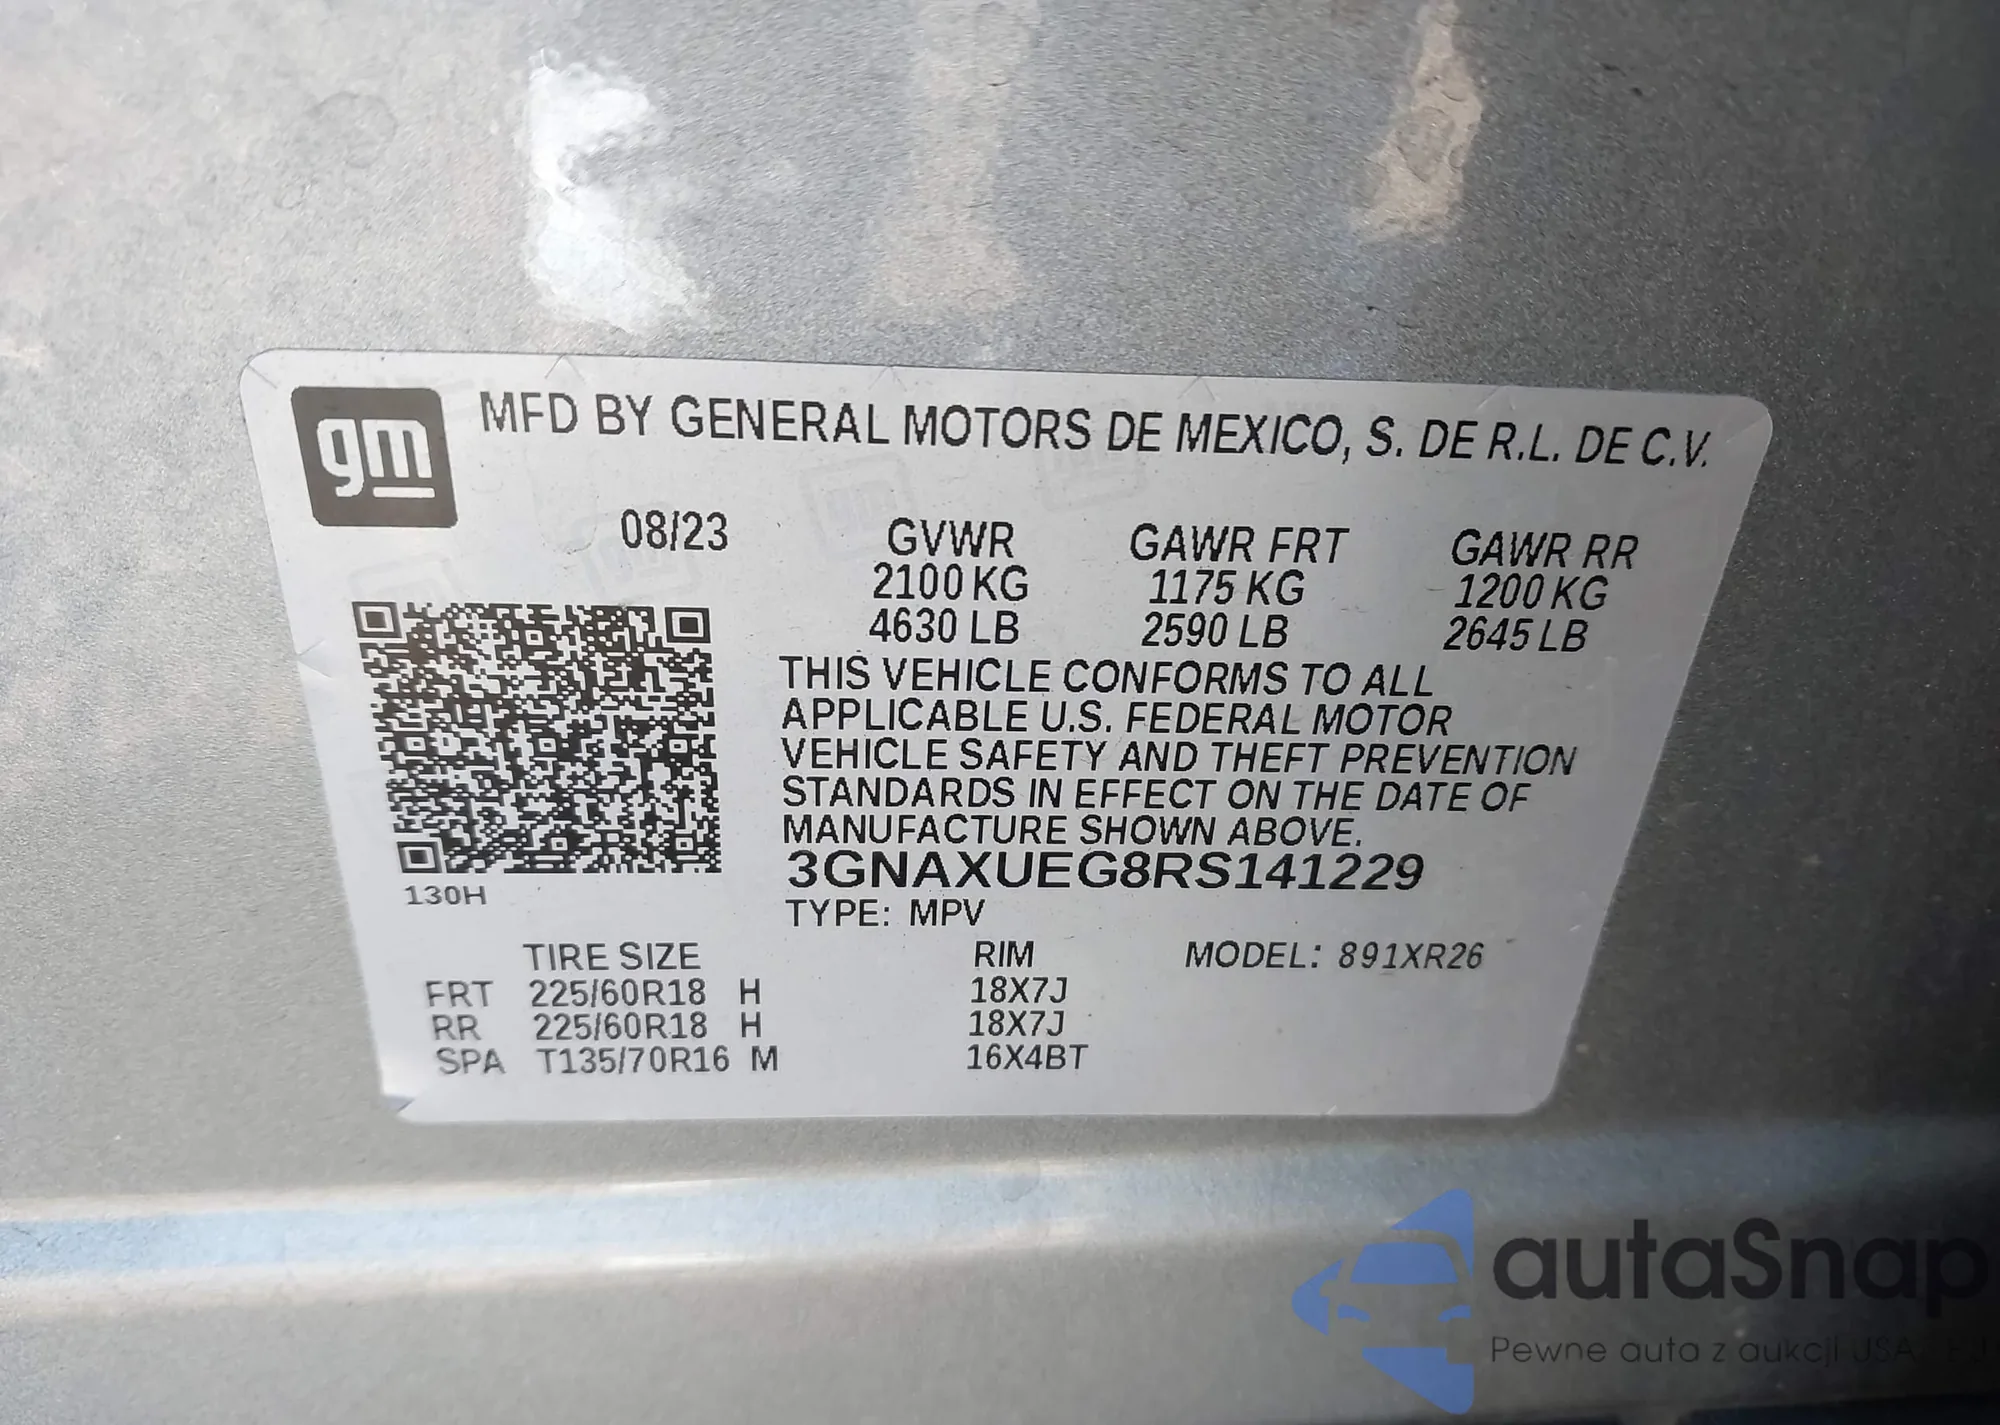 gm MFD BY GENERAL MOTORS DE MEXICO, S. DE R.L. DE C.V.
08/23 GVWR GAWR FRT GAWR RR
2100 KG 1175 KG 1200 KG
4630 LB 2590 LB 2645 LB
THIS VEHICLE CONFORMS TO ALL
APPLICABLE U.S. FEDERAL MOTOR
VEHICLE SAFETY AND THEFT PREVENTION
STANDARDS IN EFFECT ON THE DATE OF
MANUFACTURE SHOWN ABOVE.
3GNAXUEG8RS141229
130H
TYPE: MPV
TIRE SIZE RIM MODEL: 891XR26
FRT 225/60R18 H 18X7J
RR 225/60R18 H 18X7J
SPA T135/70R16 M 16X4BT
autaSnap
Pewne auta z aukcji USA